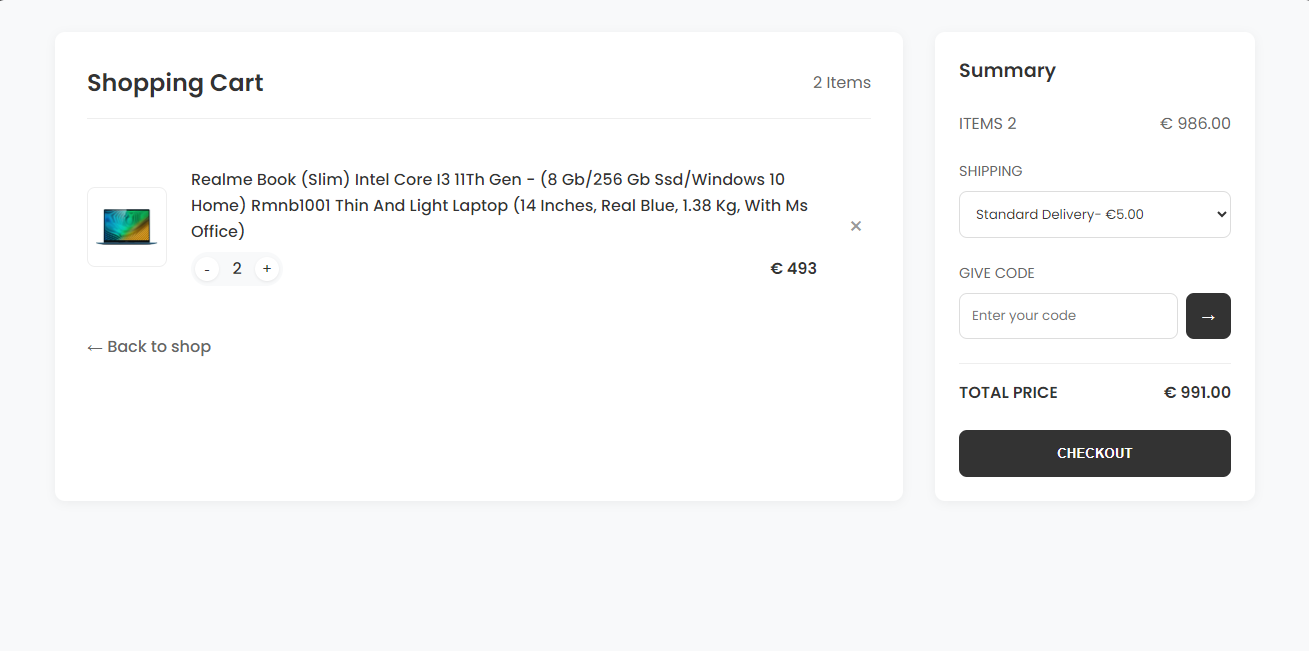 Shopping Cart
2 Items
Realme Book (Slim) Intel Core I3 11Th Gen - (8 Gb/256 Gb Ssd/Windows 10
Home) Rmnb1001 Thin And Light Laptop (14 Inches, Real Blue, 1.38 Kg, With Ms
Office)
- 2 +
€ 493
×
← Back to shop
Summary
ITEMS 2 € 986.00
SHIPPING
Standard Delivery- €5.00
GIVE CODE
Enter your code →
TOTAL PRICE € 991.00
CHECKOUT